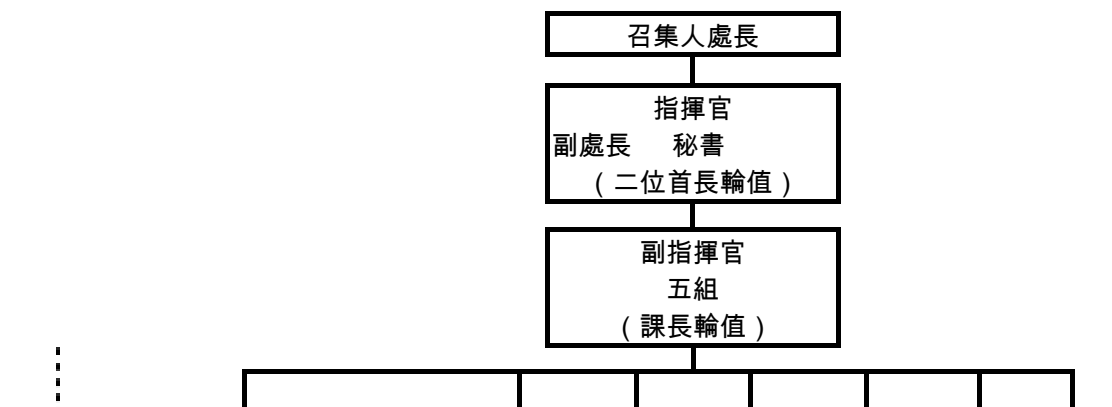 召集人處長
指揮官
副處長 秘書
(二位首長輪值)
副指揮官
五組
(課長輪值)